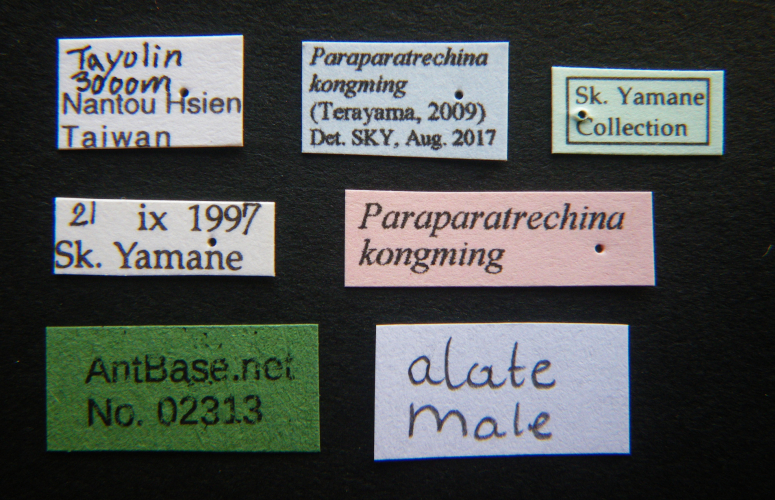 Tayulin
3000m.
Nantou Hsien
Taiwan
Paraparatrechina
kongming
(Terayama, 2009)
Det. SKY, Aug. 2017
Sk. Yamane
Collection
21 ix 1997
Sk. Yamane
Paraparatrechina
kongming
AntBase.net
No. 02313
alate
male